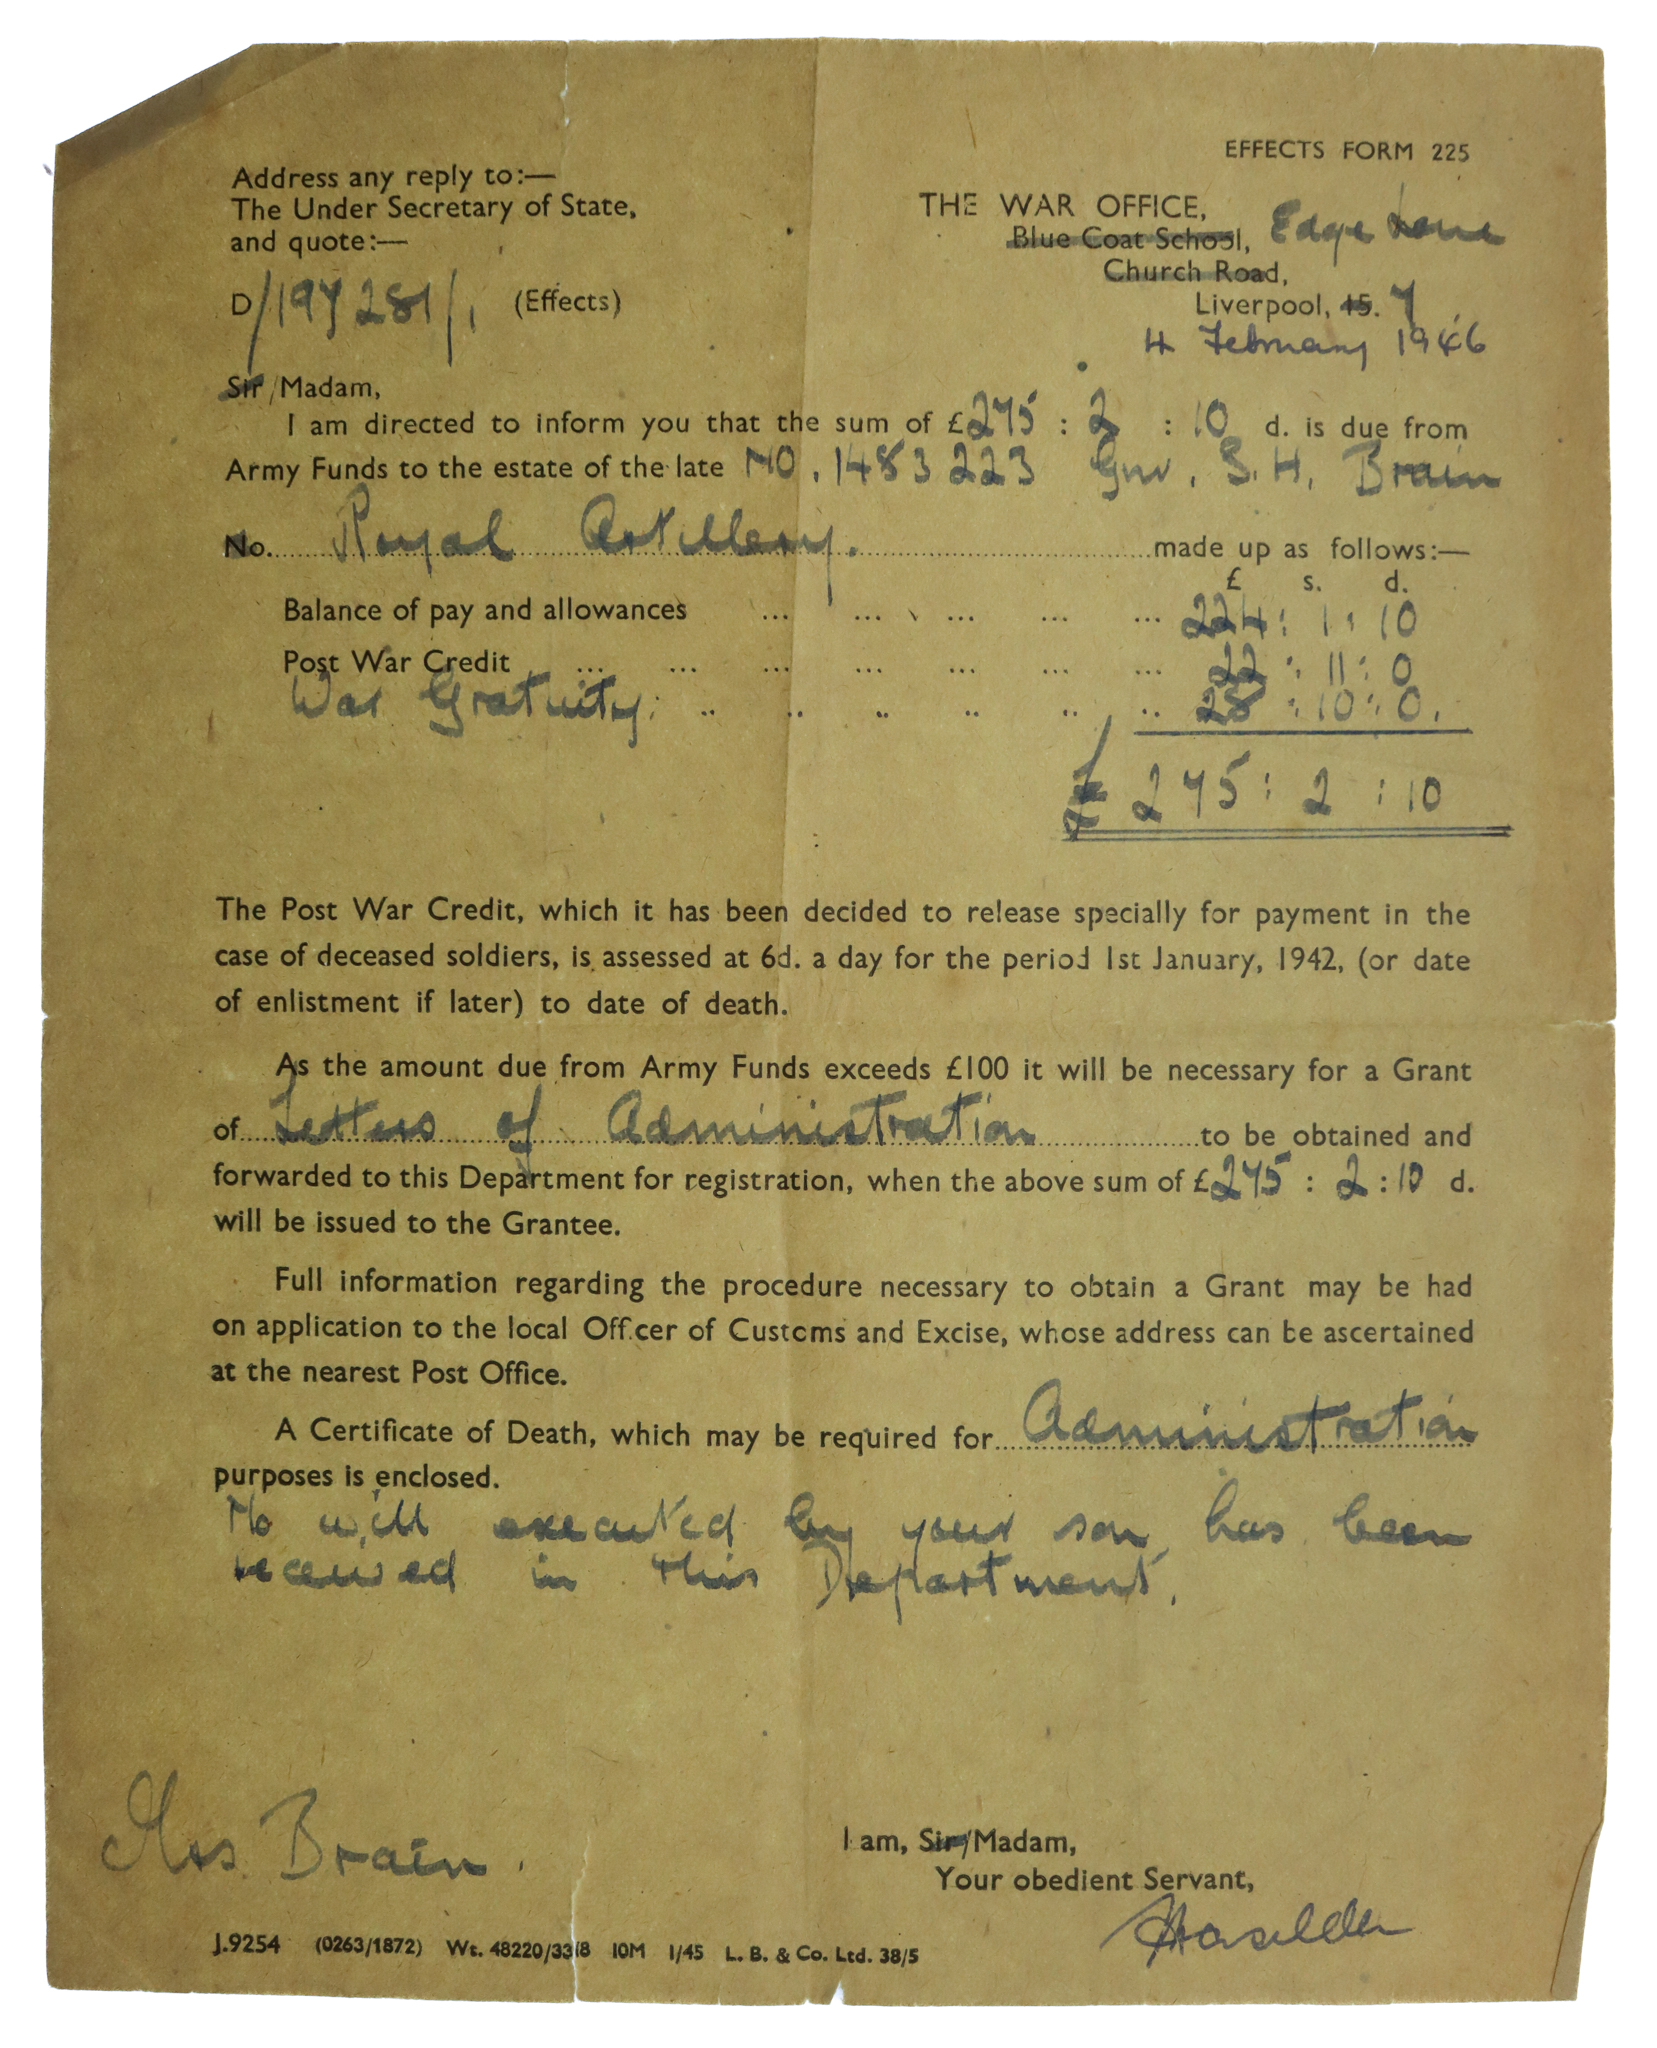 EFFECTS FORM 225
Address any reply to:—
The Under Secretary of State,
and quote:—
D/197281/1 (Effects)
THE WAR OFFICE,
Blue Coat School, Edge Lane
Church Road,
Liverpool, 15. 7.
4 February 1946
Sir/Madam,
I am directed to inform you that the sum of £275 : 2 : 10 d. is due from
Army Funds to the estate of the late No. 1483223 Gnr. S.H. Brain
No. Royal Artillery. made up as follows:—
£ s. d.
Balance of pay and allowances ... ... ... ... ... 224 : 1 : 10
Post War Credit ... ... ... ... ... ... ... 22 : 11 : 0
War Gratuity: .. .. .. .. .. .. 28 : 10 : 0.
£ 275 : 2 : 10
The Post War Credit, which it has been decided to release specially for payment in the
case of deceased soldiers, is assessed at 6d. a day for the period 1st January, 1942, (or date
of enlistment if later) to date of death.
As the amount due from Army Funds exceeds £100 it will be necessary for a Grant
of Letters of Administration to be obtained and
forwarded to this Department for registration, when the above sum of £275 : 2 : 10 d.
will be issued to the Grantee.
Full information regarding the procedure necessary to obtain a Grant may be had
on application to the local Officer of Customs and Excise, whose address can be ascertained
at the nearest Post Office.
A Certificate of Death, which may be required for Administration
purposes is enclosed.
No will executed by your son has been
received in this Department.
Mrs Brain.
I am, Sir/Madam,
Your obedient Servant,
J.9254 (0263/1872) Wt. 48220/3318 10M 1/45 L. B. & Co. Ltd. 38/5